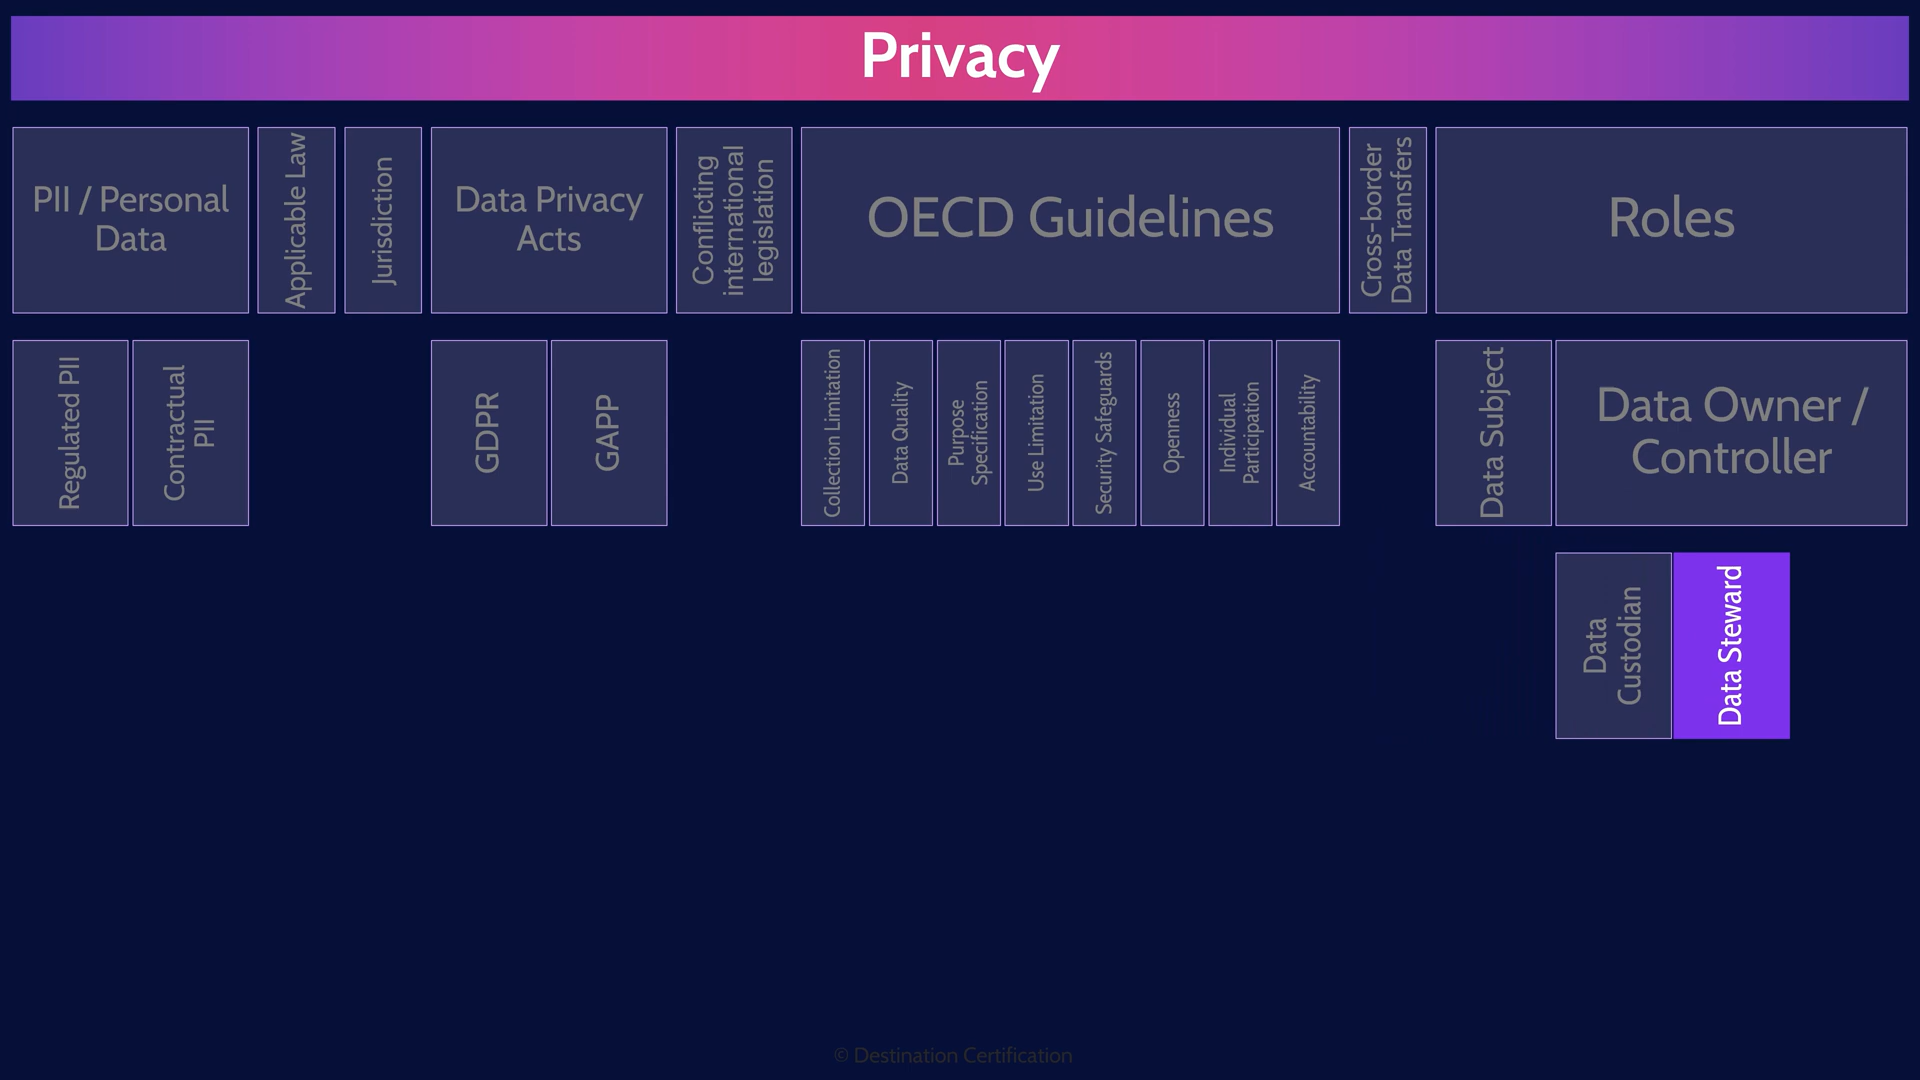 Privacy
PII / Personal
Data
Applicable Law
Jurisdiction
Data Privacy
Acts
Conflicting
international
legislation
OECD Guidelines
Cross-border
Data Transfers
Roles
Regulated PII
Contractual
PII
GDPR
GAPP
Collection Limitation
Data Quality
Purpose
Specification
Use Limitation
Security Safeguards
Openness
Individual
Participation
Accountability
Data Subject
Data Owner /
Controller
Data
Custodian
Data Steward
© Destination Certification